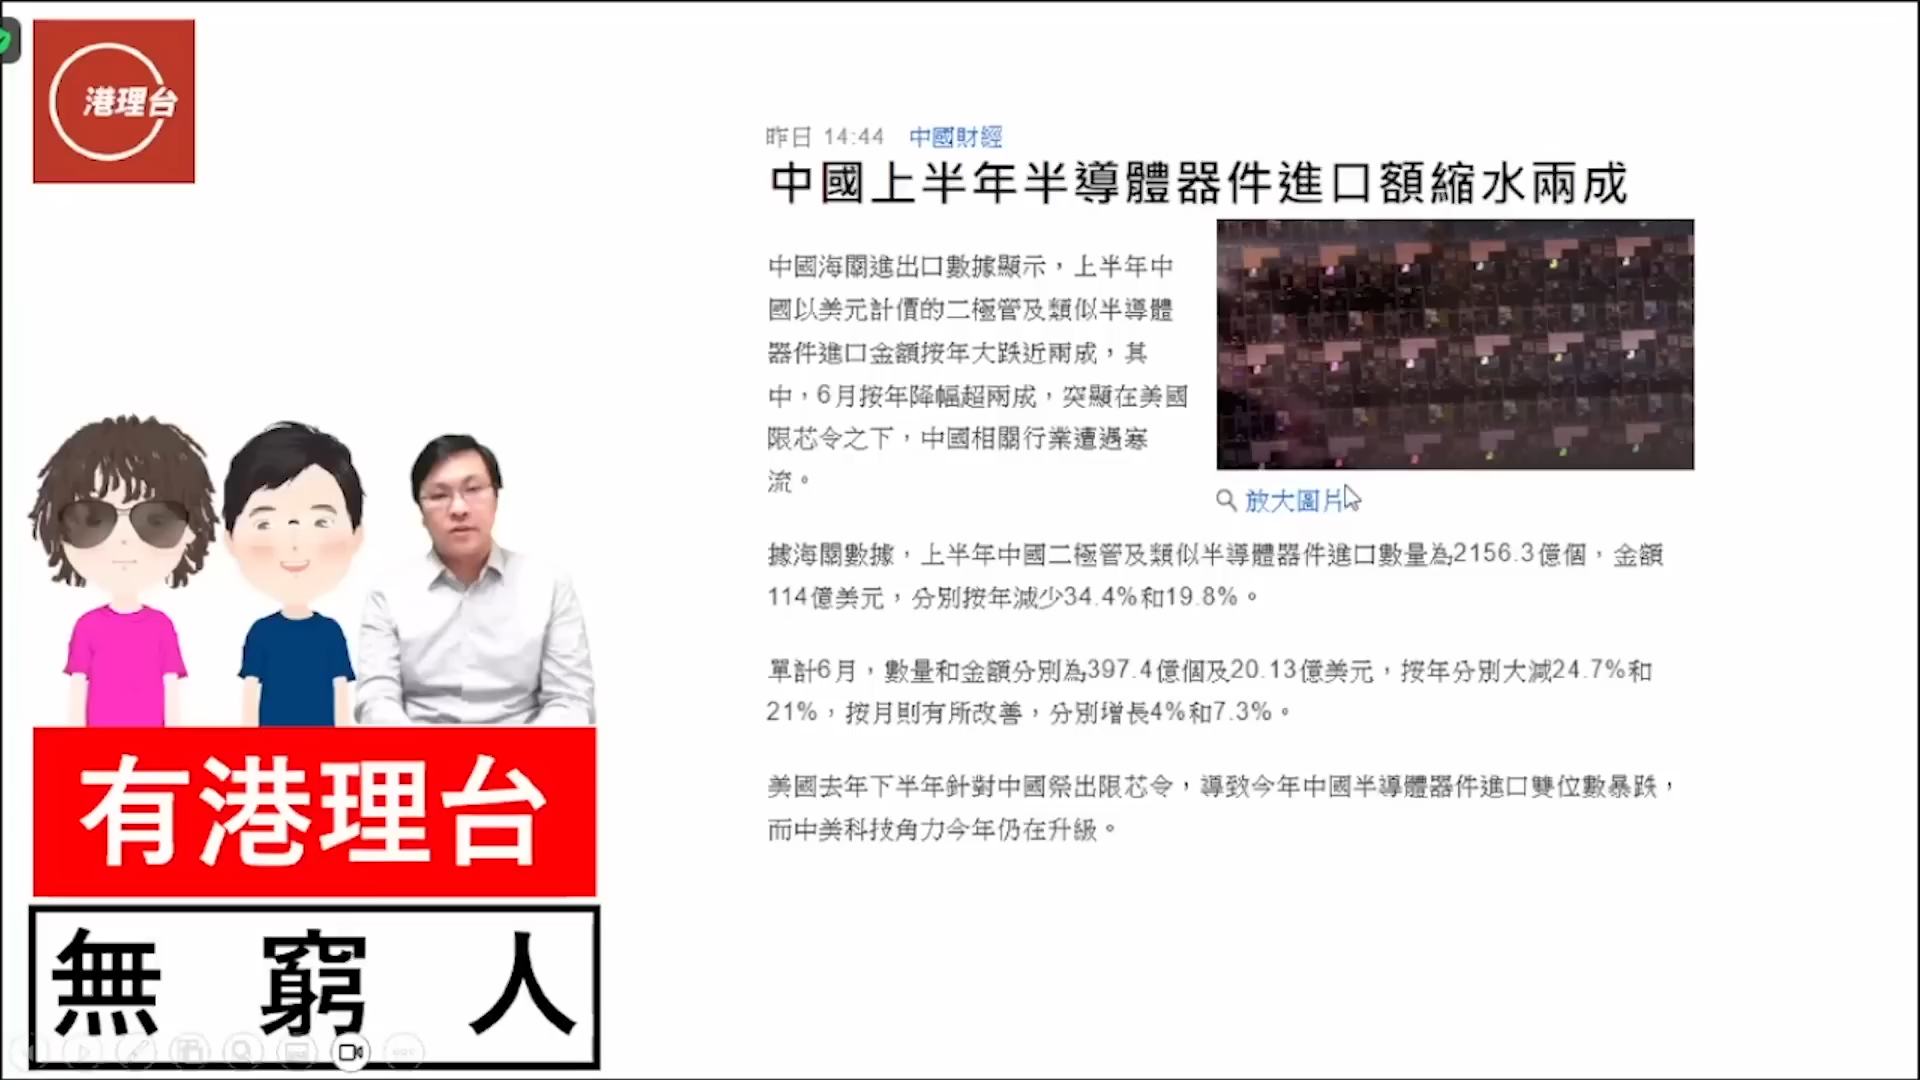 港理台
昨日 14:44 中國財經
中國上半年半導體器件進口額縮水兩成
中國海關進出口數據顯示，上半年中
國以美元計價的二極管及類似半導體
器件進口金額按年大跌近兩成，其
中，6月按年降幅超兩成，突顯在美國
限芯令之下，中國相關行業遭遇寒
流。
放大圖片
據海關數據，上半年中國二極管及類似半導體器件進口數量為2156.3億個，金額
114億美元，分別按年減少34.4%和19.8%。
單計6月，數量和金額分別為397.4億個及20.13億美元，按年分別大減24.7%和
21%，按月則有所改善，分別增長4%和7.3%。
美國去年下半年針對中國祭出限芯令，導致今年中國半導體器件進口雙位數暴跌，
而中美科技角力今年仍在升級。
有港理台
無窮人